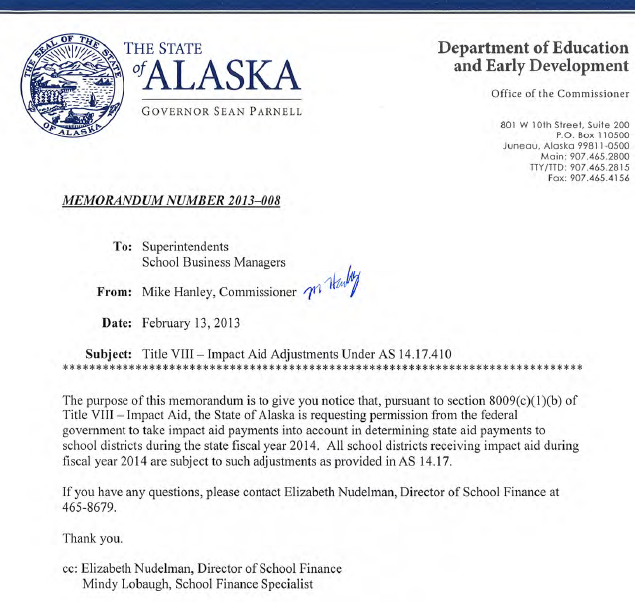 THE SEAL OF THE STATE OF ALASKA
THE STATE
of ALASKA
GOVERNOR SEAN PARNELL
Department of Education
and Early Development
Office of the Commissioner
801 W 10th Street, Suite 200
P.O. Box 110500
Juneau, Alaska 99811-0500
Main: 907.465.2800
TTY/TTD: 907.465.2815
Fax: 907.465.4156
MEMORANDUM NUMBER 2013–008
To: Superintendents
School Business Managers
From: Mike Hanley, Commissioner M Hanley
Date: February 13, 2013
Subject: Title VIII – Impact Aid Adjustments Under AS 14.17.410
******************************************************************************
The purpose of this memorandum is to give you notice that, pursuant to section 8009(c)(1)(b) of
Title VIII – Impact Aid, the State of Alaska is requesting permission from the federal
government to take impact aid payments into account in determining state aid payments to
school districts during the state fiscal year 2014. All school districts receiving impact aid during
fiscal year 2014 are subject to such adjustments as provided in AS 14.17.
If you have any questions, please contact Elizabeth Nudelman, Director of School Finance at
465-8679.
Thank you.
cc: Elizabeth Nudelman, Director of School Finance
Mindy Lobaugh, School Finance Specialist